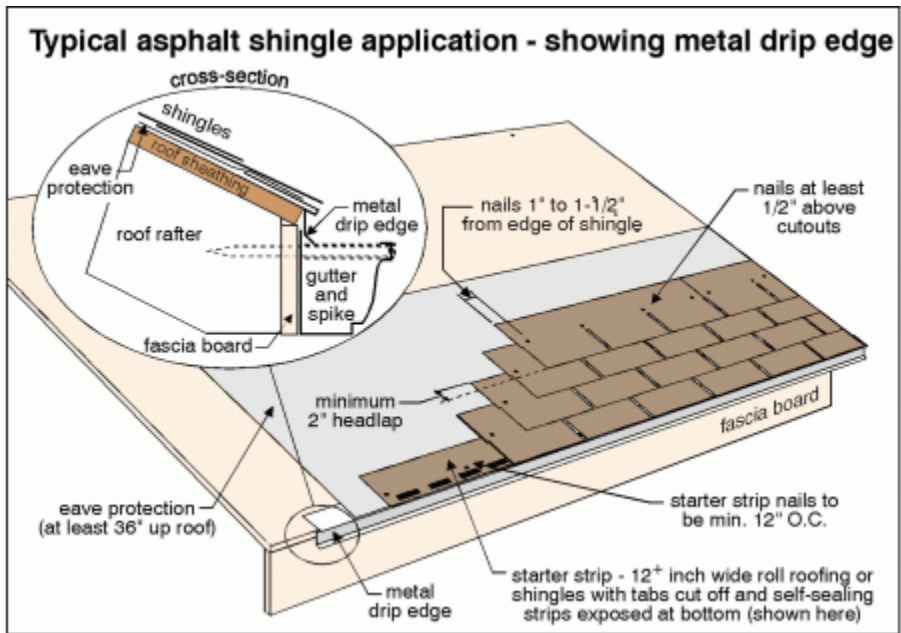 Typical asphalt shingle application - showing metal drip edge
cross-section
shingles
roof sheathing
eave
protection
roof rafter
metal
drip edge
gutter
and
spike
fascia board
nails 1" to 1-1/2"
from edge of shingle
nails at least
1/2" above
cutouts
minimum
2" headlap
fascia board
eave protection
(at least 36" up roof)
starter strip nails to
be min. 12" O.C.
metal
drip edge
starter strip - 12+ inch wide roll roofing or
shingles with tabs cut off and self-sealing
strips exposed at bottom (shown here)